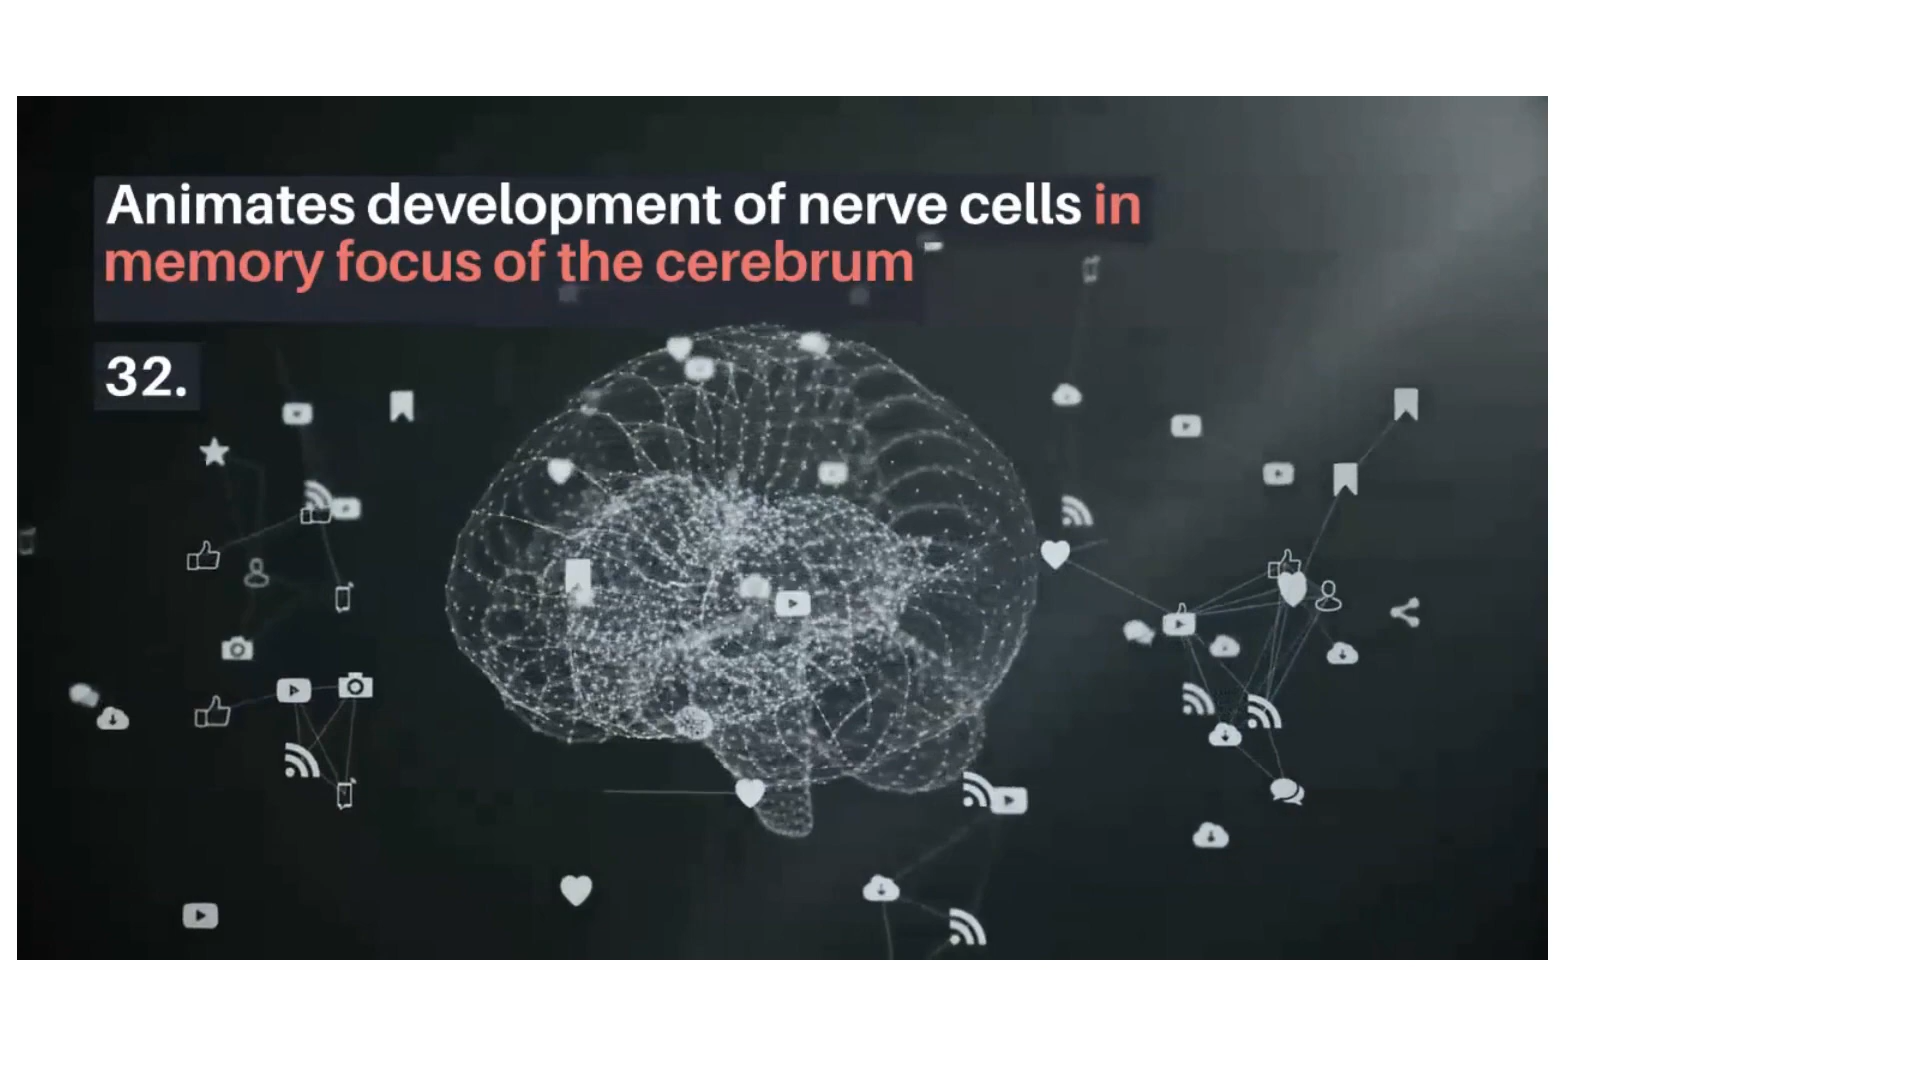 Animates development of nerve cells in
memory focus of the cerebrum
32.